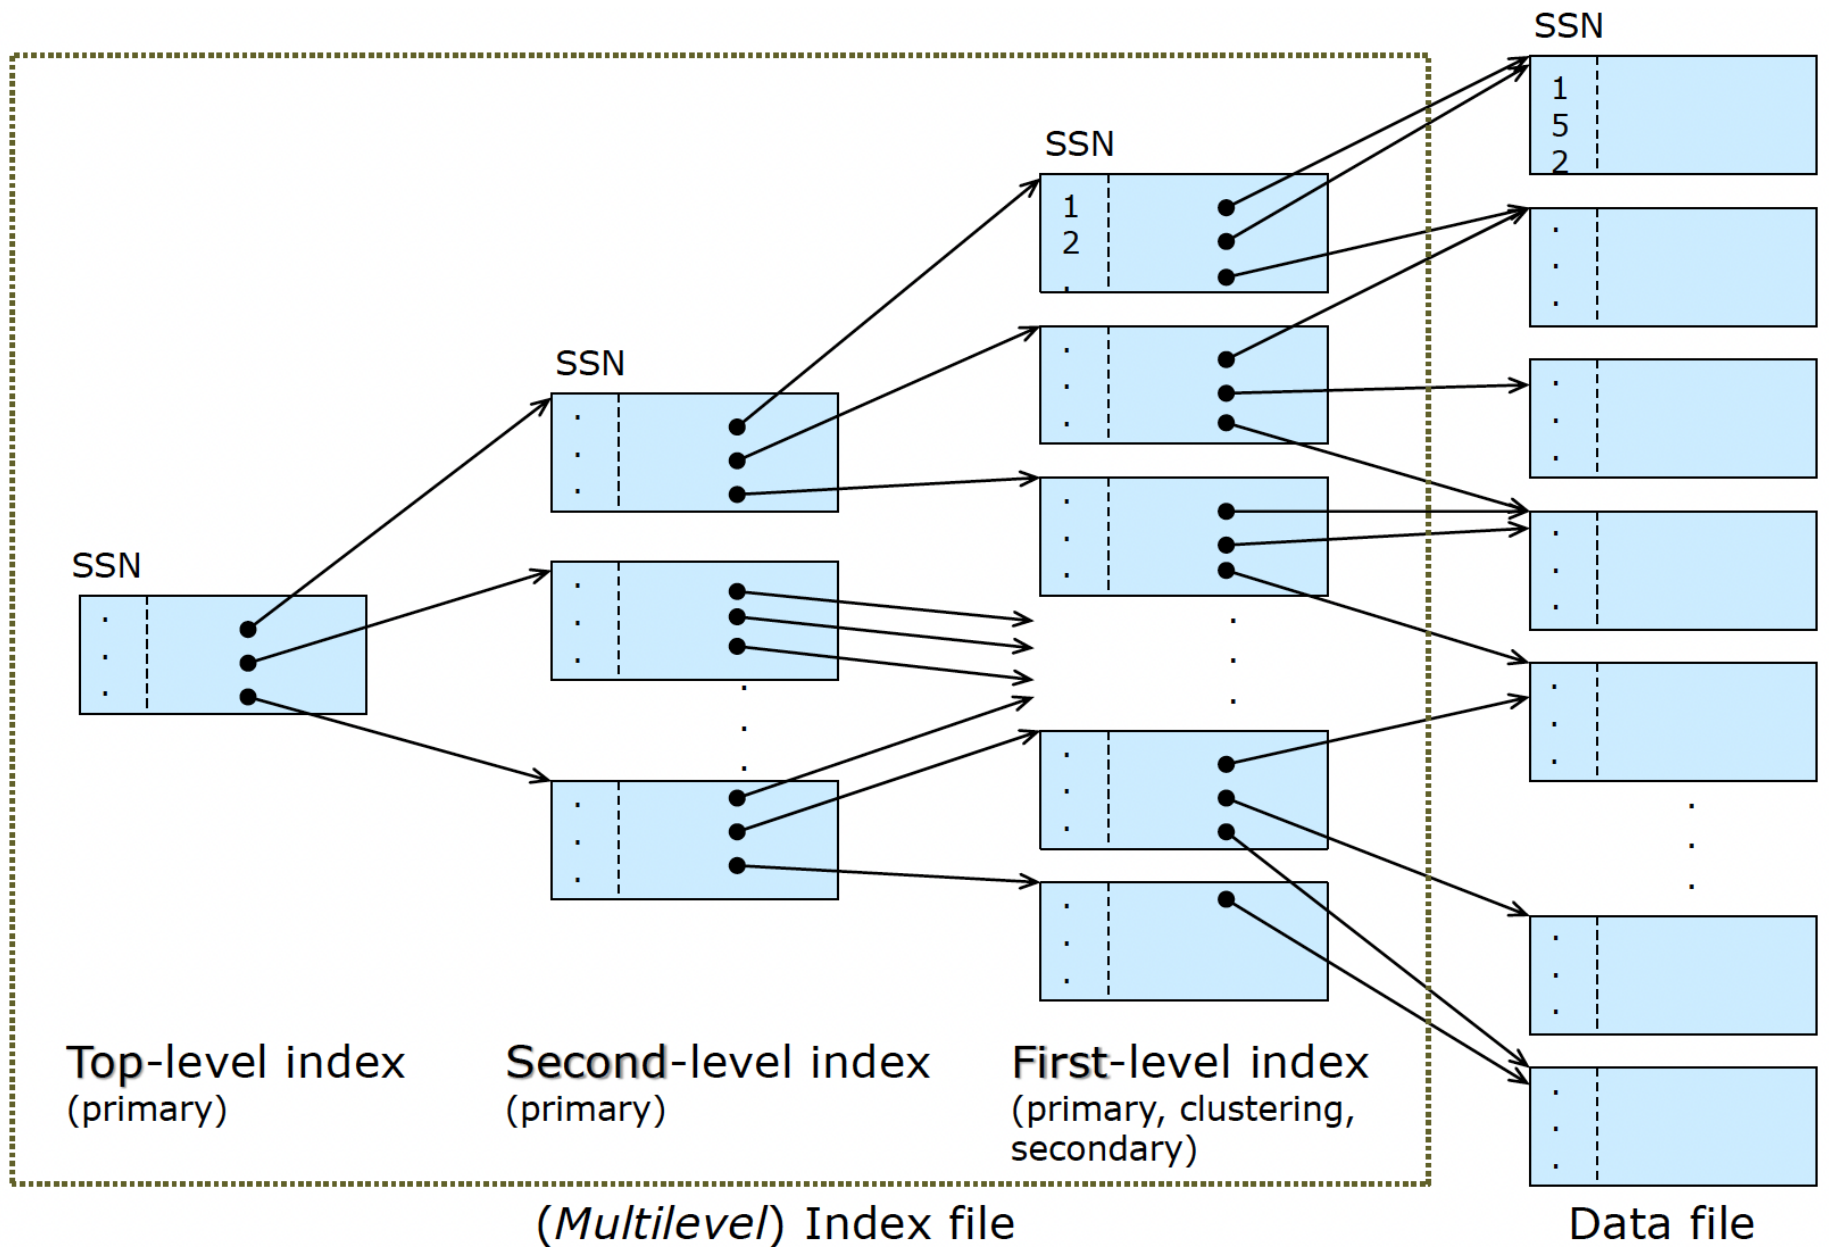 SSN
1
5
2
SSN
1
2
.
.
.
.
.
.
.
SSN
.
.
.
SSN
.
.
.
Top-level index
(primary)
Second-level index
(primary)
First-level index
(primary, clustering,
secondary)
(Multilevel) Index file
Data file